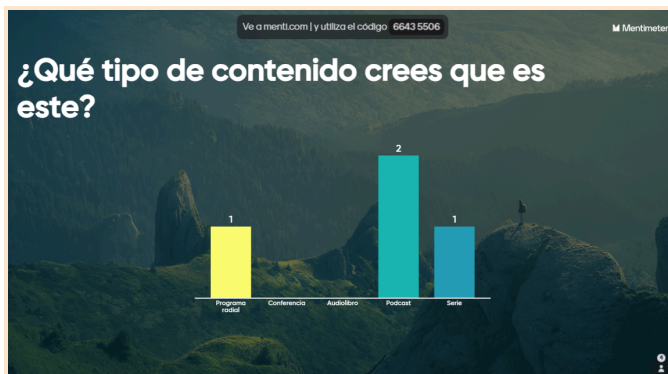 Ve a menti.com | y utiliza el código 6643 5506
Mentimeter
¿Qué tipo de contenido crees que es
este?
2
1
1
Programa
radial
Conferencia
Audiolibro
Podcast
Serie
4